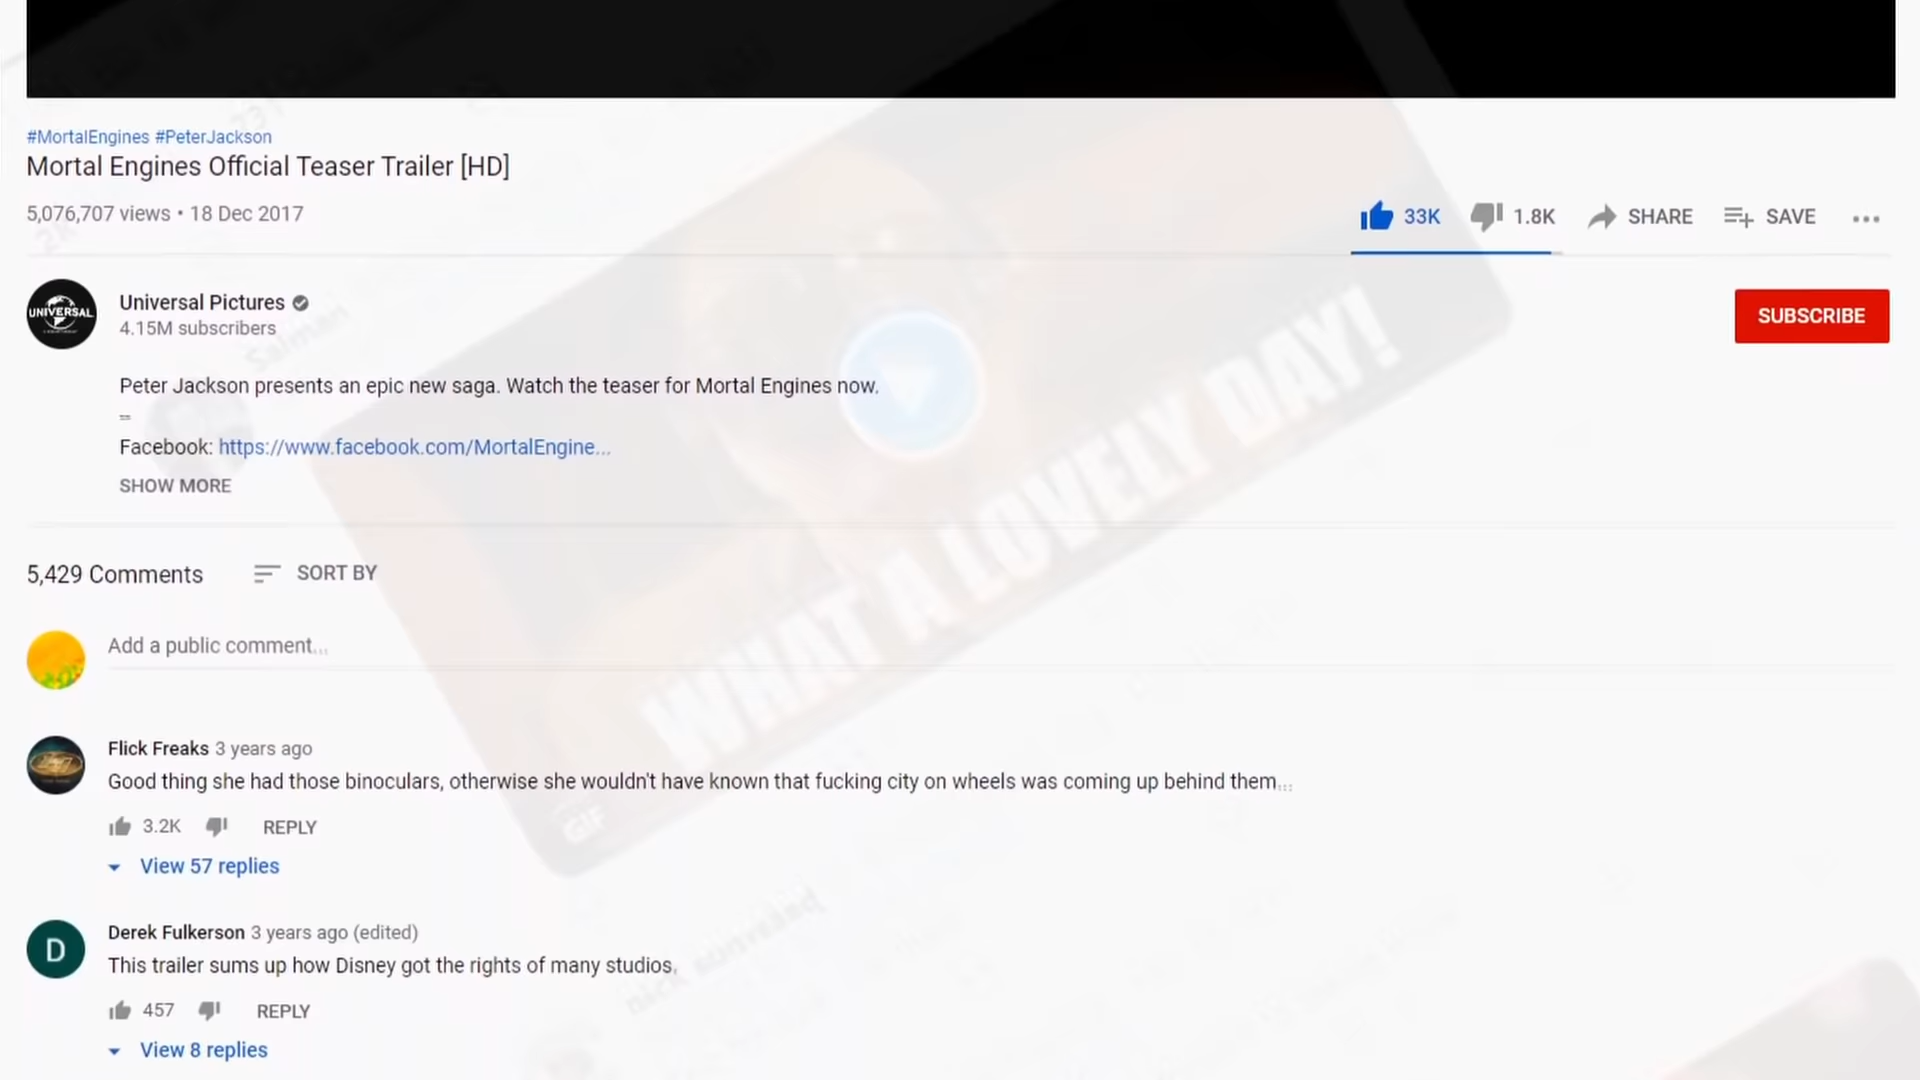 #MortalEngines #PeterJackson
Mortal Engines Official Teaser Trailer [HD]
5,076,707 views • 18 Dec 2017
33K 1.8K SHARE SAVE
UNIVERSAL
Universal Pictures
4.15M subscribers
SUBSCRIBE
Peter Jackson presents an epic new saga. Watch the teaser for Mortal Engines now.
--
Facebook: https://www.facebook.com/MortalEngine...
SHOW MORE
WHAT A LOVELY DAY!
GIF
Salman
5,429 Comments SORT BY
Add a public comment...
Flick Freaks 3 years ago
Good thing she had those binoculars, otherwise she wouldn't have known that fucking city on wheels was coming up behind them...
3.2K REPLY
View 57 replies
D
Derek Fulkerson 3 years ago (edited)
This trailer sums up how Disney got the rights of many studios.
457 REPLY
View 8 replies